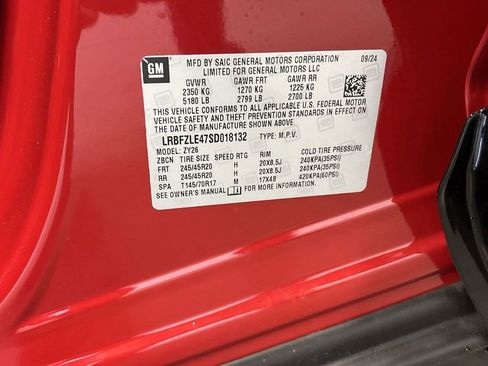 GM
MFD BY SAIC GENERAL MOTORS CORPORATION 09/24
LIMITED FOR GENERAL MOTORS LLC
GVWR GAWR FRT GAWR RR
2350 KG 1270 KG 1225 KG
5180 LB 2799 LB 2700 LB
THIS VEHICLE CONFORMS TO ALL APPLICABLE U.S. FEDERAL MOTOR
VEHICLE SAFETY AND THEFT PREVENTION STANDARDS IN EFFECT ON
THE DATE OF MANUFACTURE SHOWN ABOVE.
LRBFZLE47SD018132 TYPE: M.P.V.
MODEL: ZY26
ZBCN TIRE SIZE SPEED RTG RIM COLD TIRE PRESSURE
FRT 245/45R20 H 20X8.5J 240KPA(35PSI)
RR 245/45R20 H 20X8.5J 240KPA(35PSI)
SPA T145/70R17 M 17X4B 420KPA(60PSI)
SEE OWNER'S MANUAL FOR MORE INFORMATION.